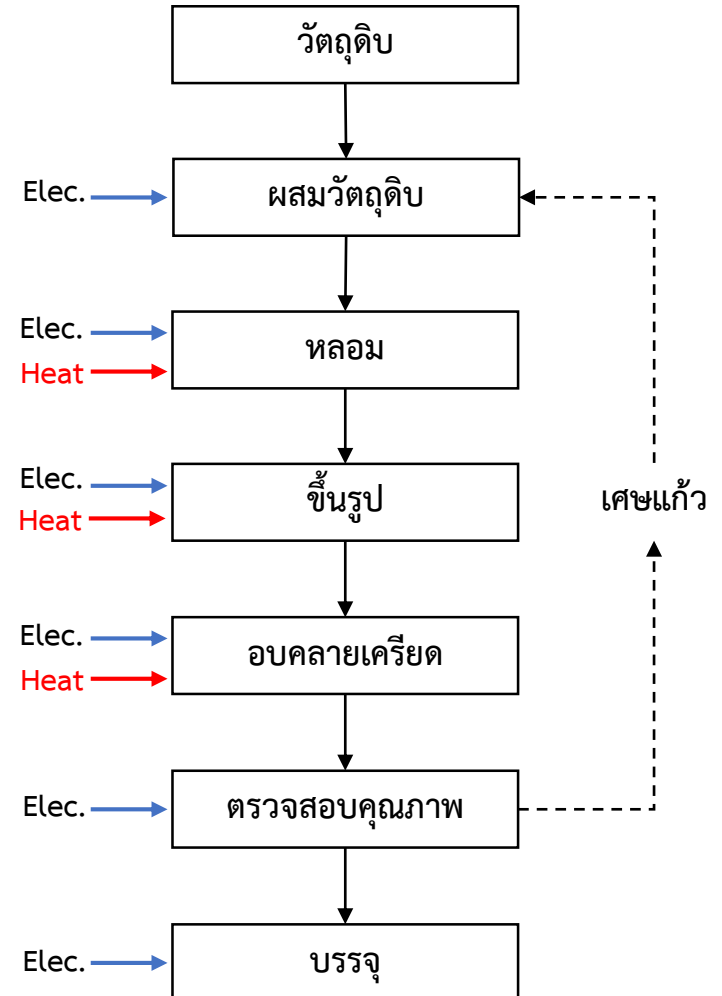 วัตถุดิบ
Elec.
ผสมวัตถุดิบ
Elec.
Heat
หลอม
Elec.
Heat
ขึ้นรูป
เศษแก้ว
Elec.
Heat
อบคลายเครียด
Elec.
ตรวจสอบคุณภาพ
Elec.
บรรจุ